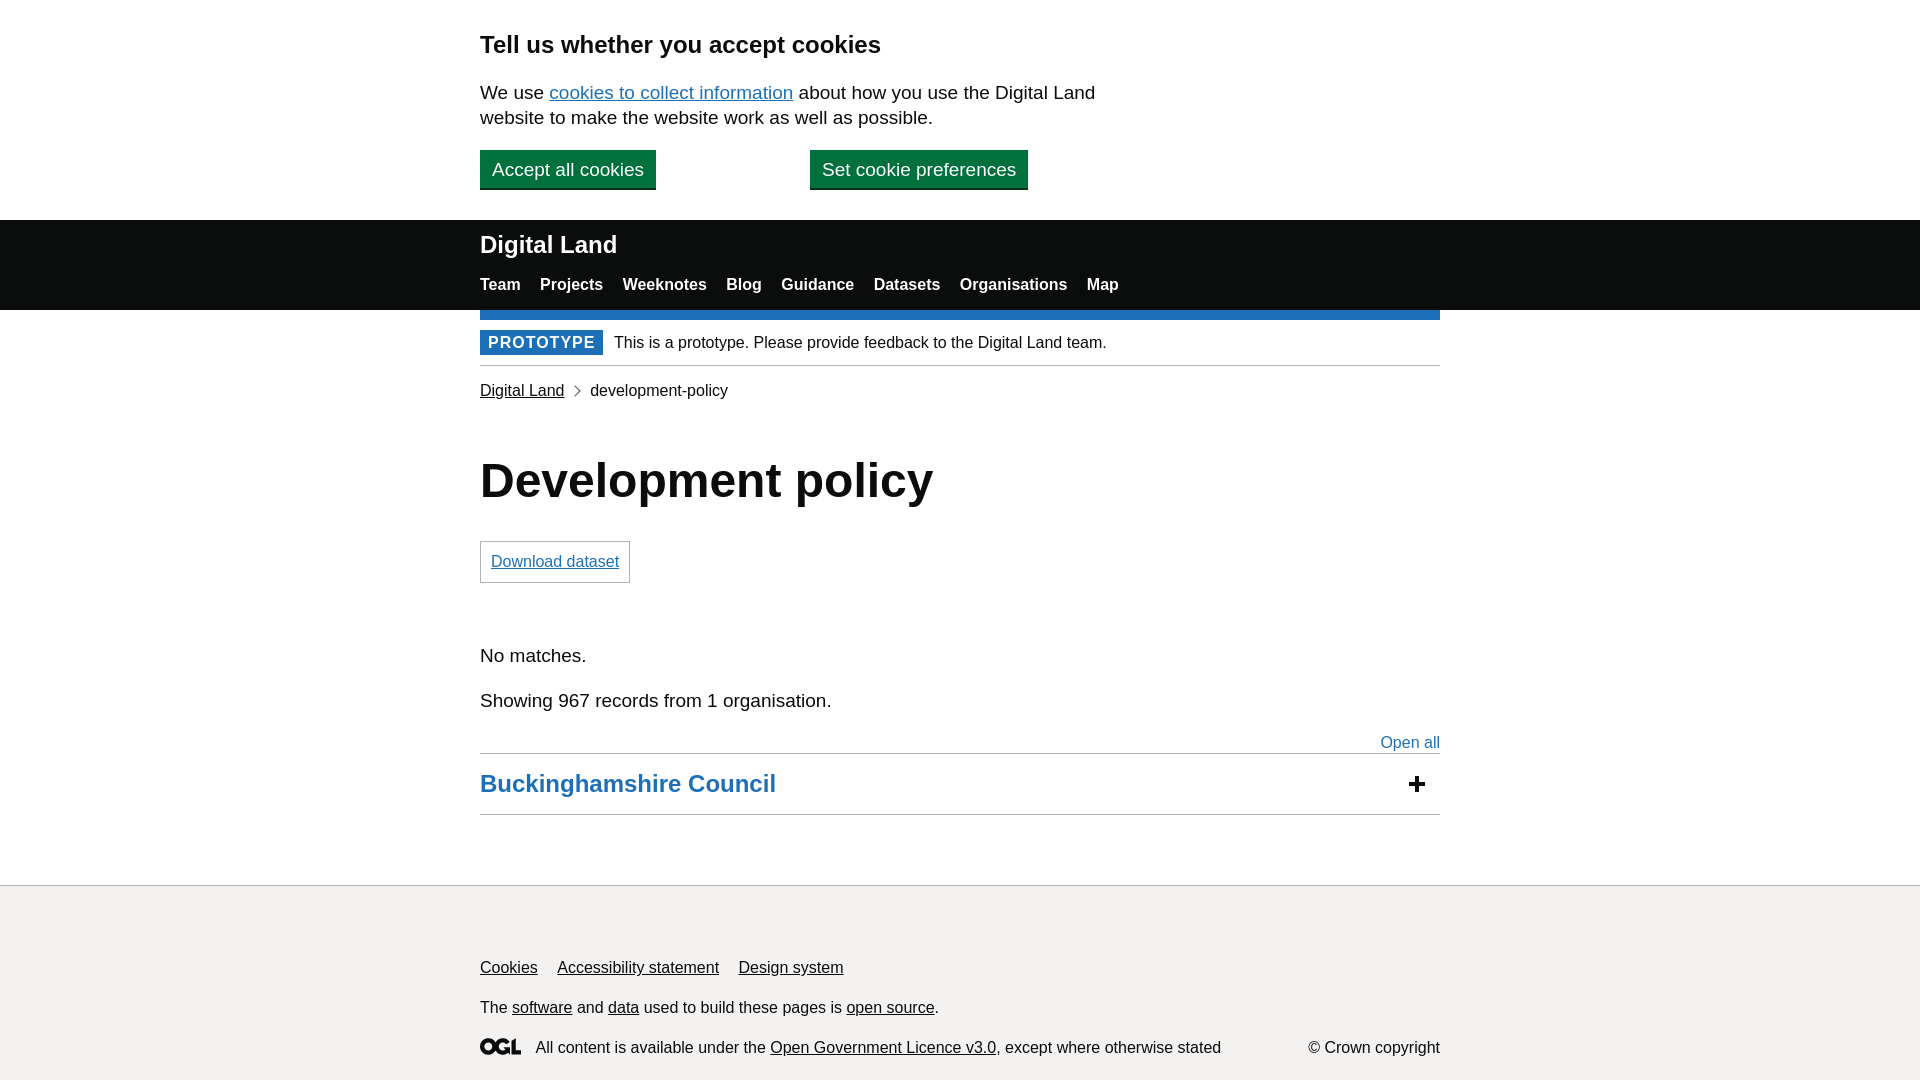 Tell us whether you accept cookies
We use cookies to collect information about how you use the Digital Land
website to make the website work as well as possible.
Accept all cookies
Set cookie preferences
Digital Land
Team Projects Weeknotes Blog Guidance Datasets Organisations Map
PROTOTYPE This is a prototype. Please provide feedback to the Digital Land team.
Digital Land development-policy
Development policy
Download dataset
No matches.
Showing 967 records from 1 organisation.
Open all
Buckinghamshire Council
Cookies Accessibility statement Design system
The software and data used to build these pages is open source.
OGL All content is available under the Open Government Licence v3.0, except where otherwise stated
© Crown copyright